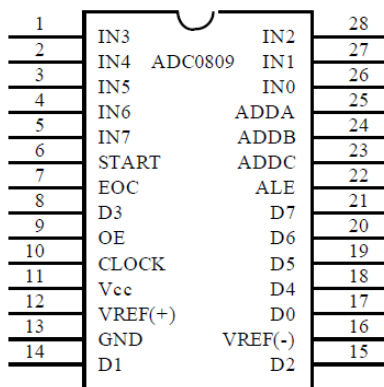 1 28
IN3 IN2
2 27
IN4 ADC0809 IN1
3 26
IN5 IN0
4 25
IN6 ADDA
5 24
IN7 ADDB
6 23
START ADDC
7 22
EOC ALE
8 21
D3 D7
9 20
OE D6
10 19
CLOCK D5
11 18
Vcc D4
12 17
VREF(+) D0
13 16
GND VREF(-)
14 15
D1 D2